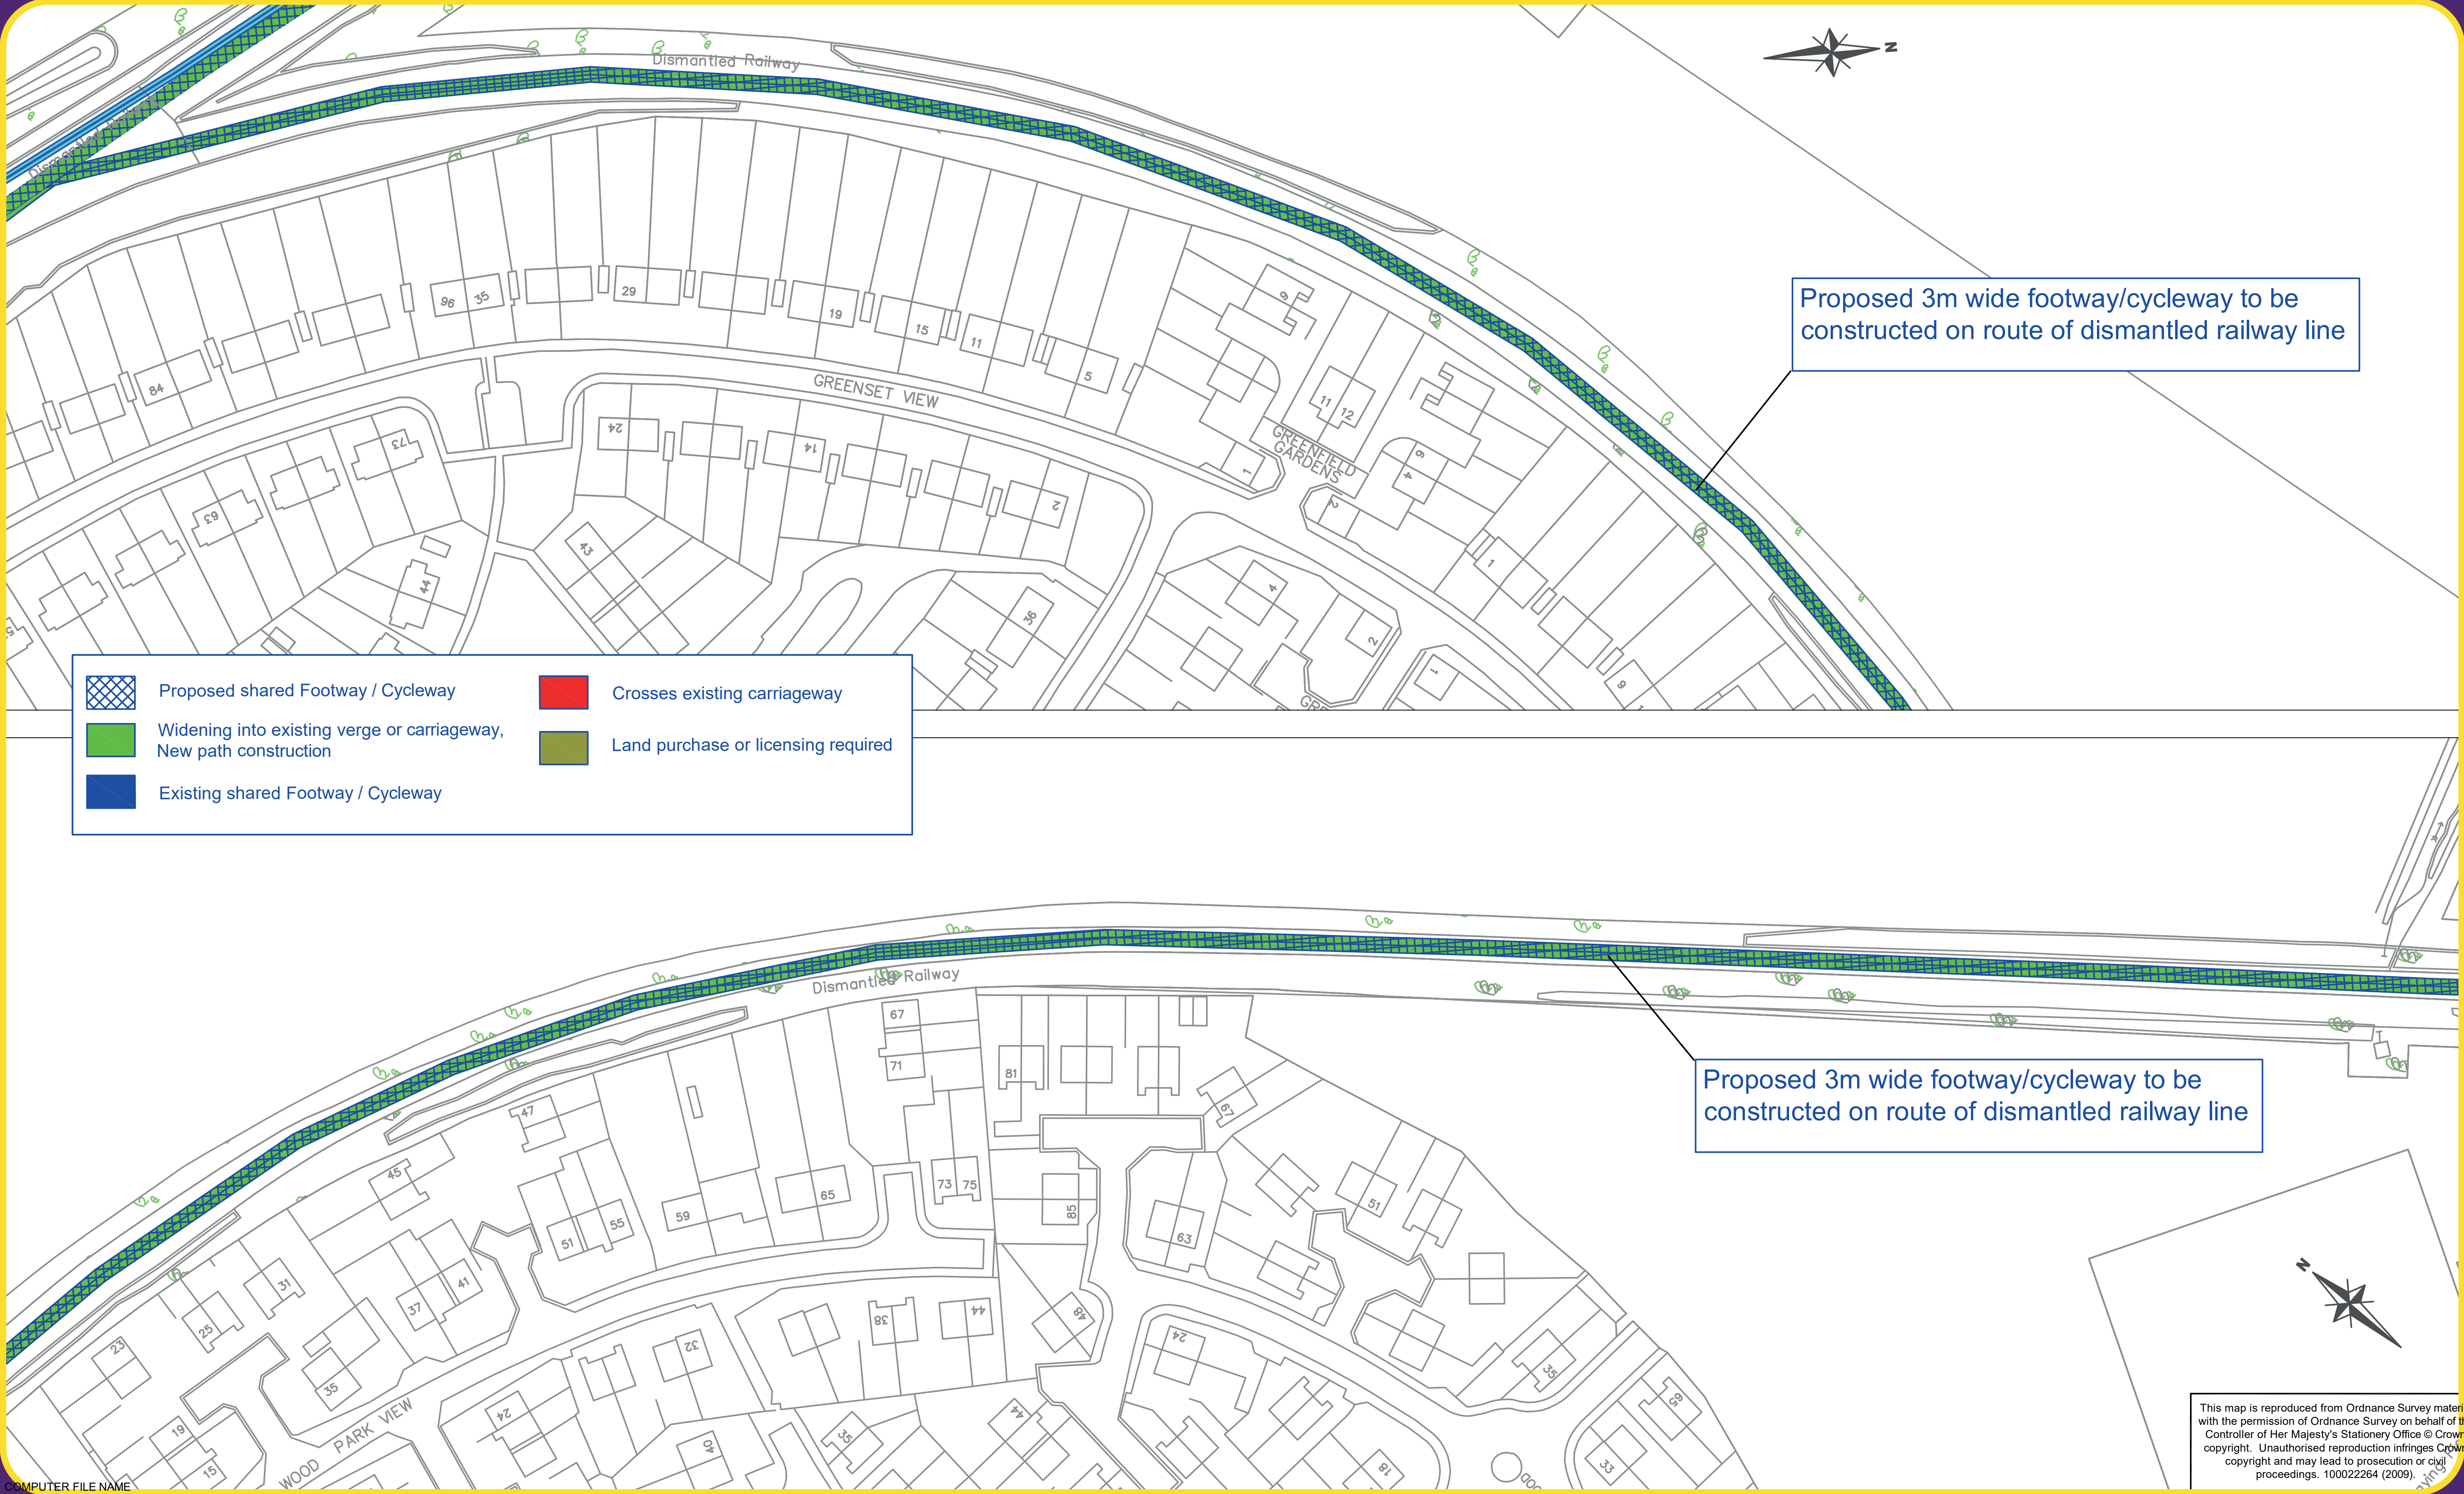 Dismantled Railway
N
Proposed 3m wide footway/cycleway to be
constructed on route of dismantled railway line
96
35
29
19
15
11
5
84
GREENSET VIEW
9
11
12
GREENFIELD
GARDENS
6
4
1
2
24
14
2
73
63
44
43
36
4
2
1
1
9
Proposed shared Footway / Cycleway
Widening into existing verge or carriageway,
New path construction
Existing shared Footway / Cycleway
Crosses existing carriageway
Land purchase or licensing required
Dismantled Railway
Proposed 3m wide footway/cycleway to be
constructed on route of dismantled railway line
67
71
81
67
47
45
65
73
75
85
59
55
51
63
51
31
41
37
25
23
35
38
44
48
32
24
35
24
40
35
44
18
65
33
19
15
WOOD PARK VIEW
N
This map is reproduced from Ordnance Survey materi
with the permission of Ordnance Survey on behalf of th
Controller of Her Majesty's Stationery Office © Crow
copyright. Unauthorised reproduction infringes Crow
copyright and may lead to prosecution or civil
proceedings. 100022264 (2009).
COMPUTER FILE NAME